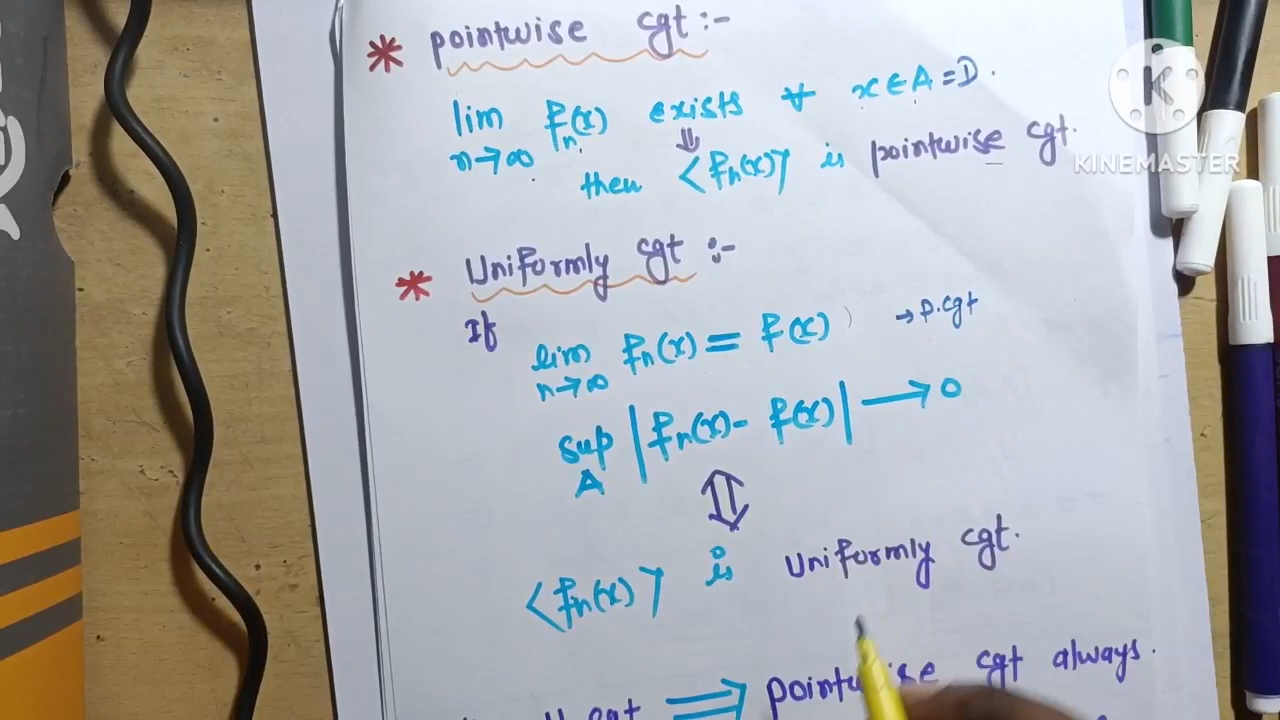 * pointwise cgt :-
lim n→∞ fn(x) exists ∀ x∈A=D.
⇓
then <fn(x)> is pointwise cgt.
* Uniformly cgt :-
If
lim n→∞ fn(x) = f(x) → p.cgt
sup A |fn(x) - f(x)| → 0
⇕
<fn(x)> is uniformly cgt.
cgt ⟹ pointwise cgt always.
K
KINEMASTER